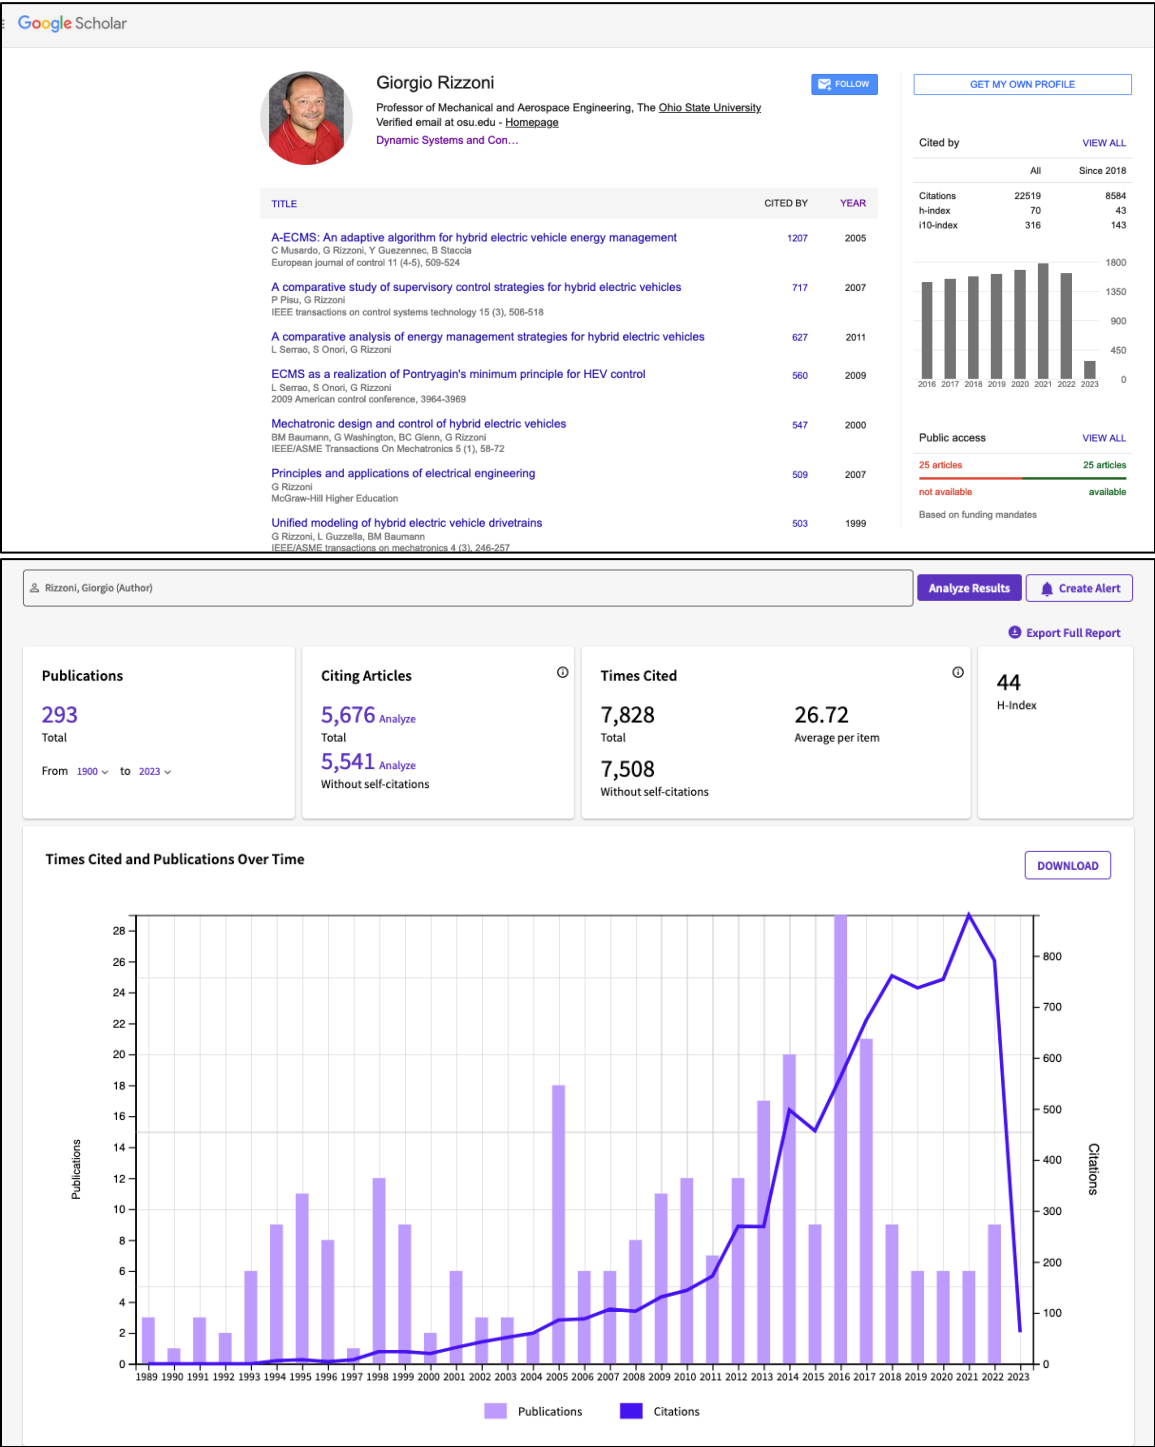 Google Scholar
Giorgio Rizzoni
FOLLOW
GET MY OWN PROFILE
Professor of Mechanical and Aerospace Engineering, The Ohio State University
Verified email at osu.edu - Homepage
Dynamic Systems and Con…
Cited by VIEW ALL
All Since 2018
Citations 22519 8584
h-index 70 43
i10-index 316 143
TITLE CITED BY YEAR
A-ECMS: An adaptive algorithm for hybrid electric vehicle energy management 1207 2005
C Musardo, G Rizzoni, Y Guezennec, B Staccia
European journal of control 11 (4-5), 509-524
A comparative study of supervisory control strategies for hybrid electric vehicles 717 2007
P Pisu, G Rizzoni
IEEE transactions on control systems technology 15 (3), 506-518
A comparative analysis of energy management strategies for hybrid electric vehicles 627 2011
L Serrao, S Onori, G Rizzoni
ECMS as a realization of Pontryagin's minimum principle for HEV control 560 2009
L Serrao, S Onori, G Rizzoni
2009 American control conference, 3964-3969
Mechatronic design and control of hybrid electric vehicles 547 2000
BM Baumann, G Washington, BC Glenn, G Rizzoni
IEEE/ASME Transactions On Mechatronics 5 (1), 58-72
Principles and applications of electrical engineering 509 2007
G Rizzoni
McGraw-Hill Higher Education
Unified modeling of hybrid electric vehicle drivetrains 503 1999
G Rizzoni, L Guzzella, BM Baumann
IEEE/ASME transactions on mechatronics 4 (3), 246-257
1800
1350
900
450
0
2016 2017 2018 2019 2020 2021 2022 2023
Public access VIEW ALL
25 articles 25 articles
not available available
Based on funding mandates
Rizzoni, Giorgio (Author)
Analyze Results
Create Alert
Export Full Report
Publications
293
Total
From 1900 to 2023
Citing Articles
5,676 Analyze
Total
5,541 Analyze
Without self-citations
Times Cited
7,828 26.72
Total Average per item
7,508
Without self-citations
44
H-Index
Times Cited and Publications Over Time
DOWNLOAD
28
26
24
22
20
18
16
14
12
10
8
6
4
2
0
Publications
800
700
600
500
400
300
200
100
0
Citations
1989 1990 1991 1992 1993 1994 1995 1996 1997 1998 1999 2000 2001 2002 2003 2004 2005 2006 2007 2008 2009 2010 2011 2012 2013 2014 2015 2016 2017 2018 2019 2020 2021 2022 2023
Publications Citations